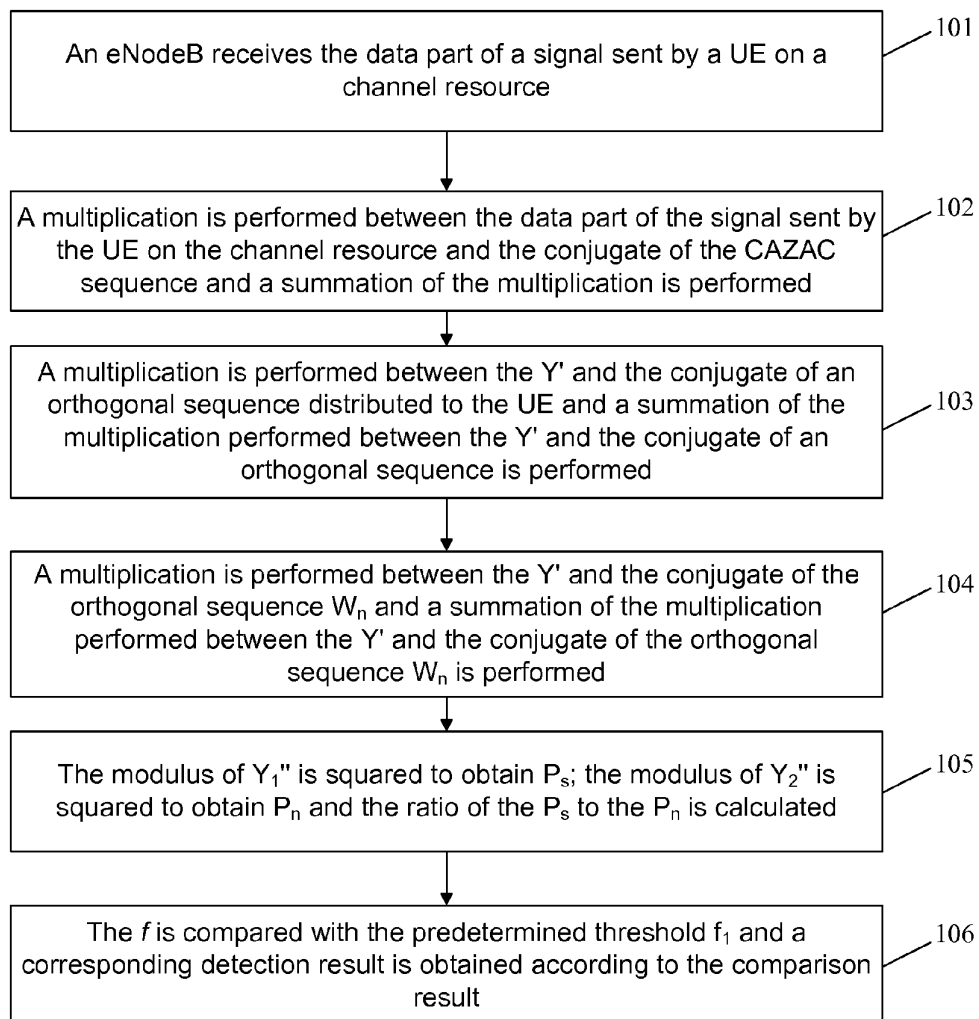 An eNodeB receives the data part of a signal sent by a UE on a
channel resource
101
A multiplication is performed between the data part of the signal sent by
the UE on the channel resource and the conjugate of the CAZAC
sequence and a summation of the multiplication is performed
102
A multiplication is performed between the Y' and the conjugate of an
orthogonal sequence distributed to the UE and a summation of the
multiplication performed between the Y' and the conjugate of an
orthogonal sequence is performed
103
A multiplication is performed between the Y' and the conjugate of the
orthogonal sequence Wₙ and a summation of the multiplication
performed between the Y' and the conjugate of the orthogonal
sequence Wₙ is performed
104
The modulus of Y₁" is squared to obtain Pₛ; the modulus of Y₂" is
squared to obtain Pₙ and the ratio of the Pₛ to the Pₙ is calculated
105
The f is compared with the predetermined threshold f₁ and a
corresponding detection result is obtained according to the comparison
result
106